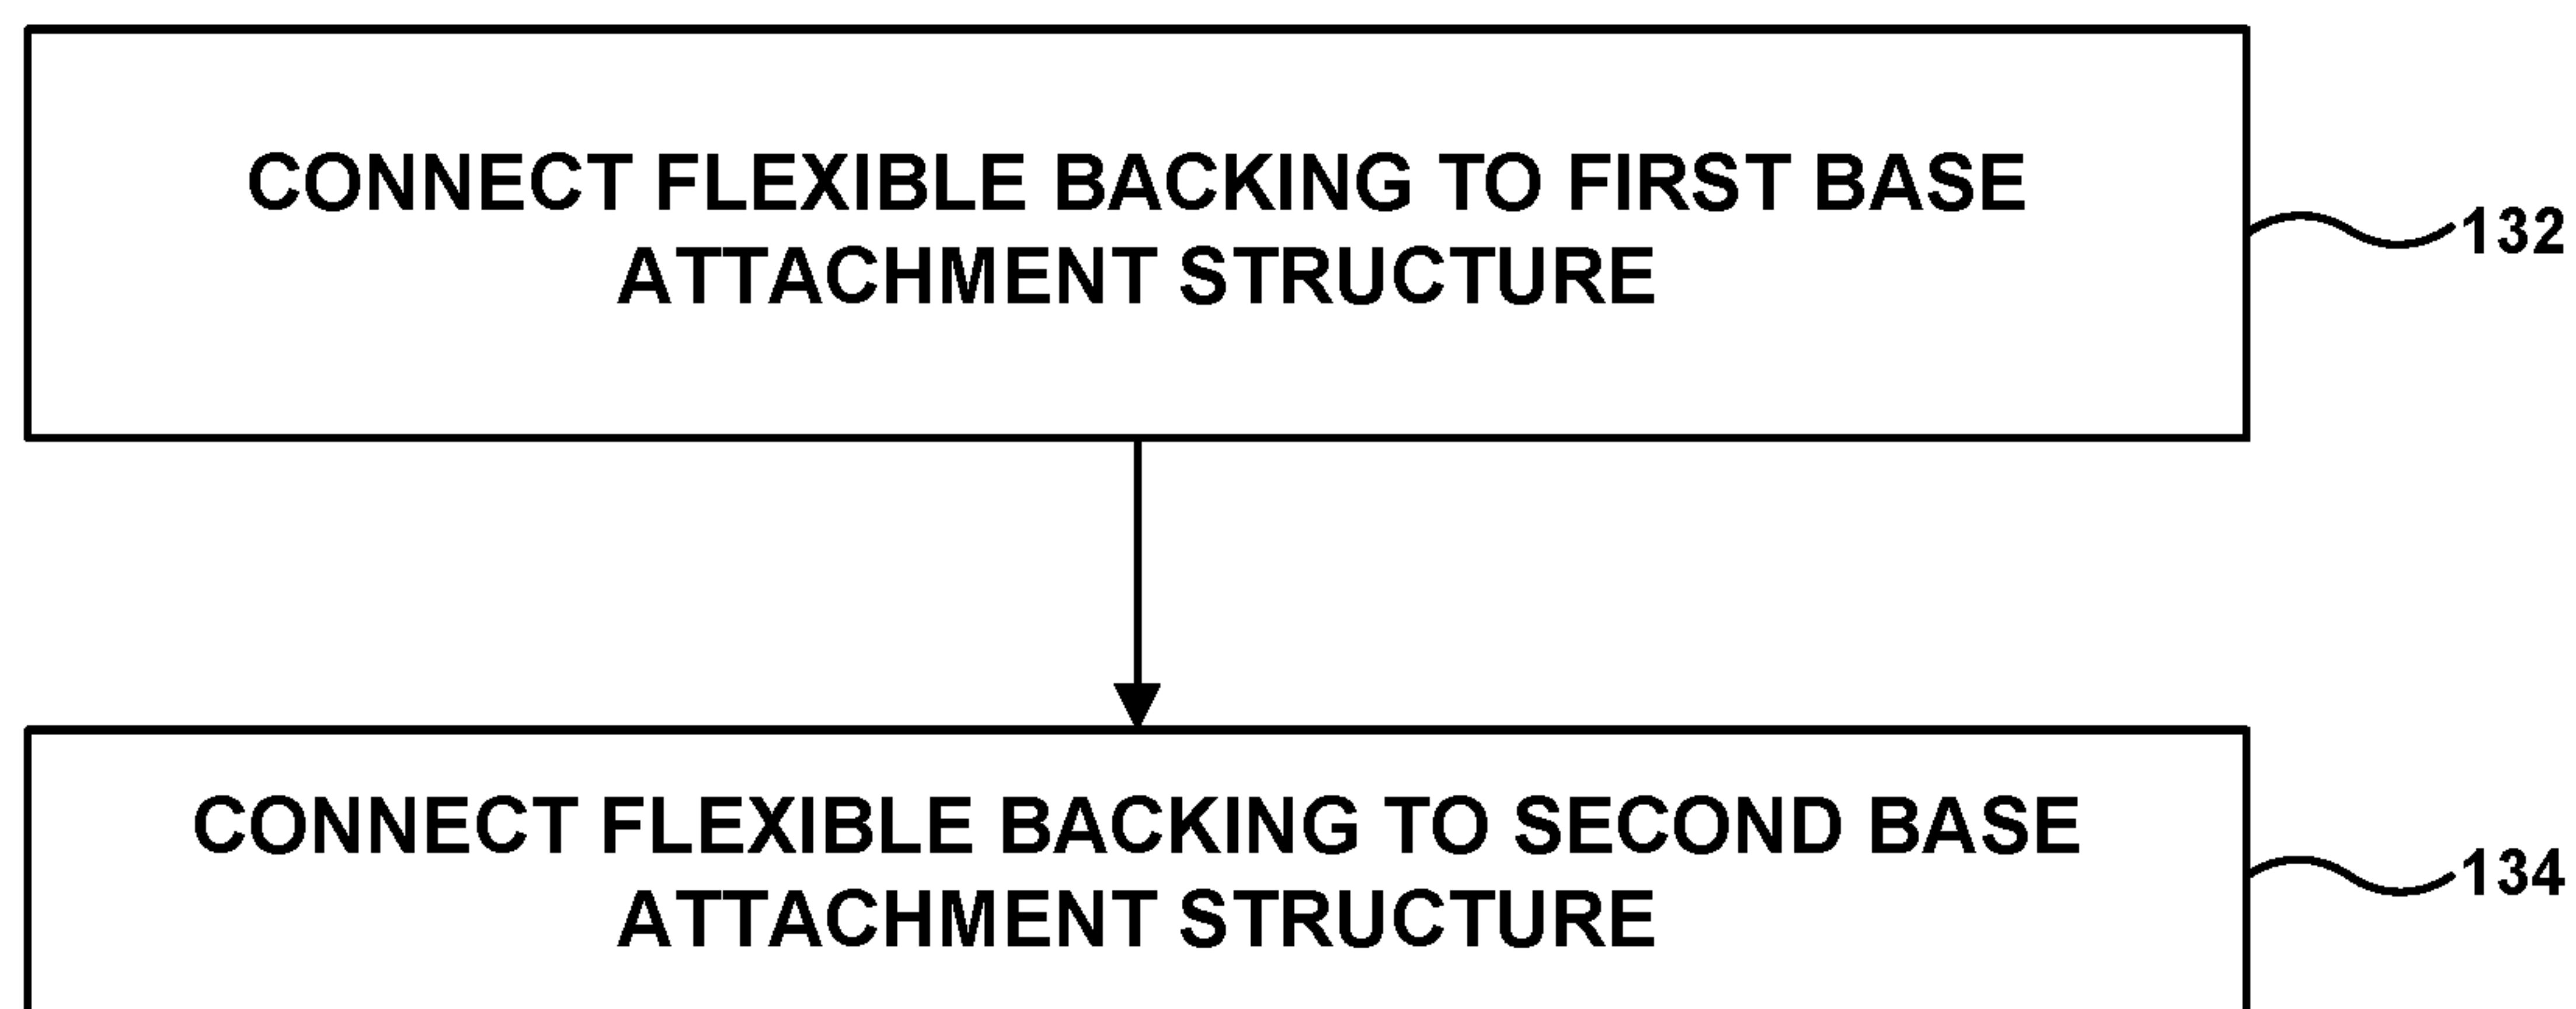 CONNECT FLEXIBLE BACKING TO FIRST BASE
ATTACHMENT STRUCTURE
132
CONNECT FLEXIBLE BACKING TO SECOND BASE
ATTACHMENT STRUCTURE
134